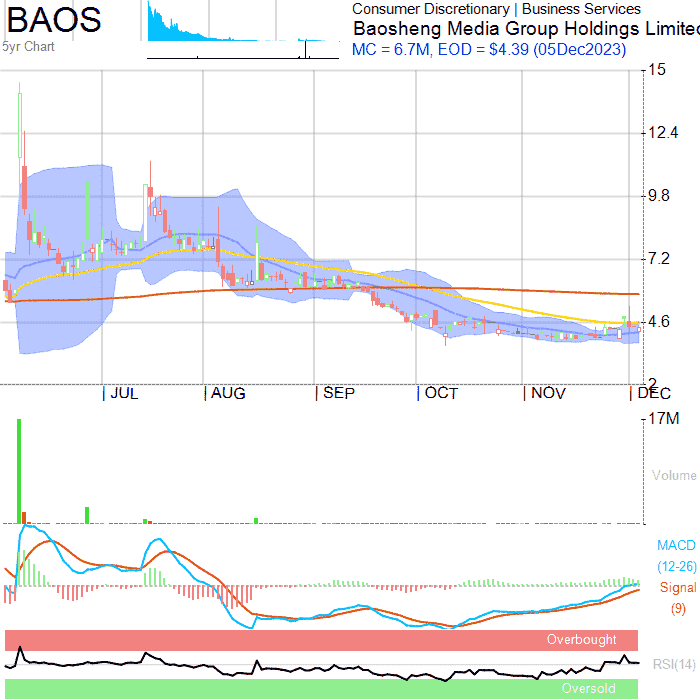 BAOS
5yr Chart
Consumer Discretionary | Business Services
Baosheng Media Group Holdings Limited
MC = 6.7M, EOD = $4.39 (05Dec2023)
15
12.4
9.8
7.2
4.6
2
JUL
AUG
SEP
OCT
NOV
DEC
17M
Volume
MACD
(12-26)
Signal
(9)
Overbought
RSI(14)
Oversold